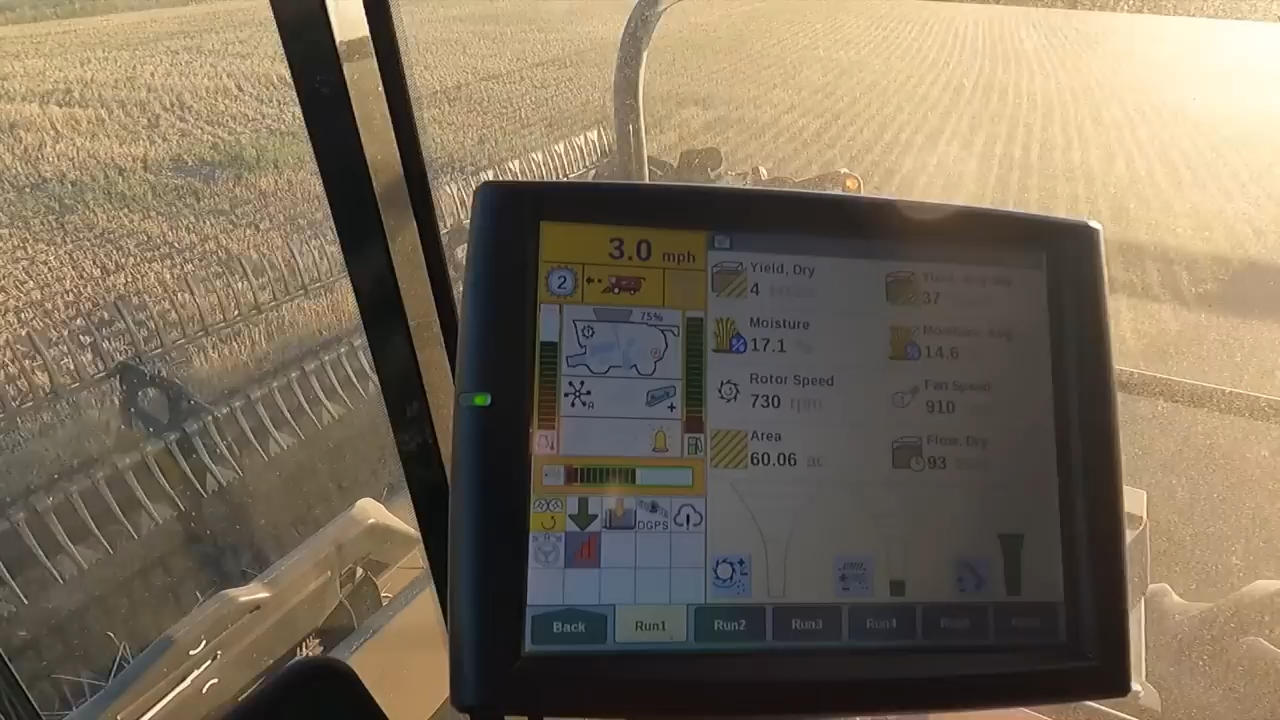 3.0 mph
2
75%
A
+
DGPS
Yield, Dry
4
37
Moisture
17.1
14.6
Rotor Speed
730 rpm
Fan Speed
910
Area
60.06 ac
Flow, Dry
93
Back
Run1
Run2
Run3
Run4